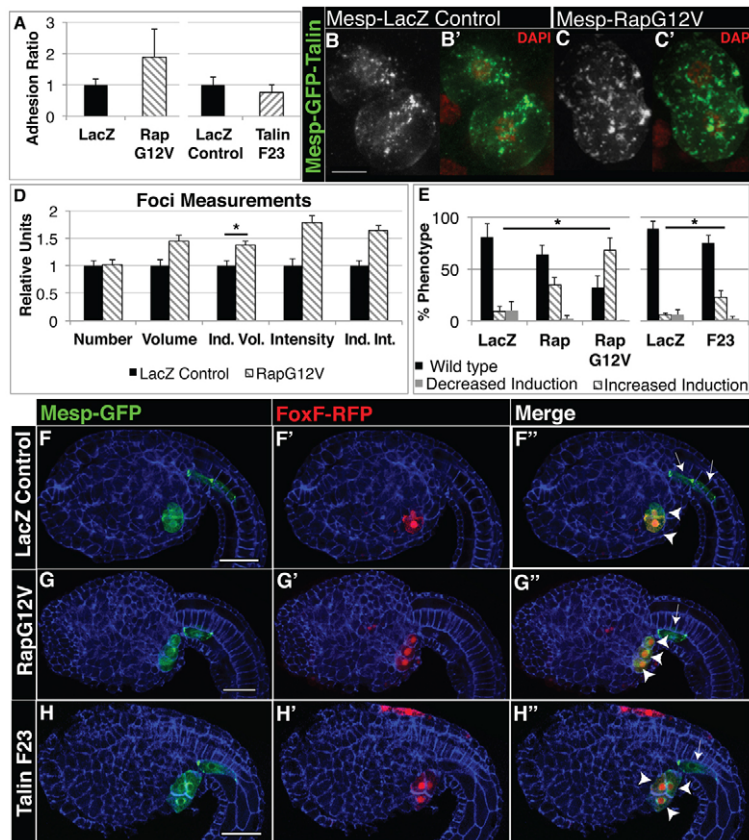 A
Adhesion Ratio
3
2
1
0
LacZ
Rap
G12V
LacZ
Control
Talin
F23
Mesp-GFP-Talin
Mesp-LacZ Control
Mesp-RapG12V
B
B'
DAPI
C
C'
DAPI
D
Foci Measurements
Relative Units
2
1.5
1
0.5
0
*
Number
Volume
Ind. Vol.
Intensity
Ind. Int.
LacZ Control
RapG12V
E
% Phenotype
100
50
0
*
*
LacZ
Rap
Rap
G12V
LacZ
F23
Wild type
Decreased Induction
Increased Induction
Mesp-GFP
FoxF-RFP
Merge
LacZ Control
F
F'
F''
RapG12V
G
G'
G''
Talin F23
H
H'
H''